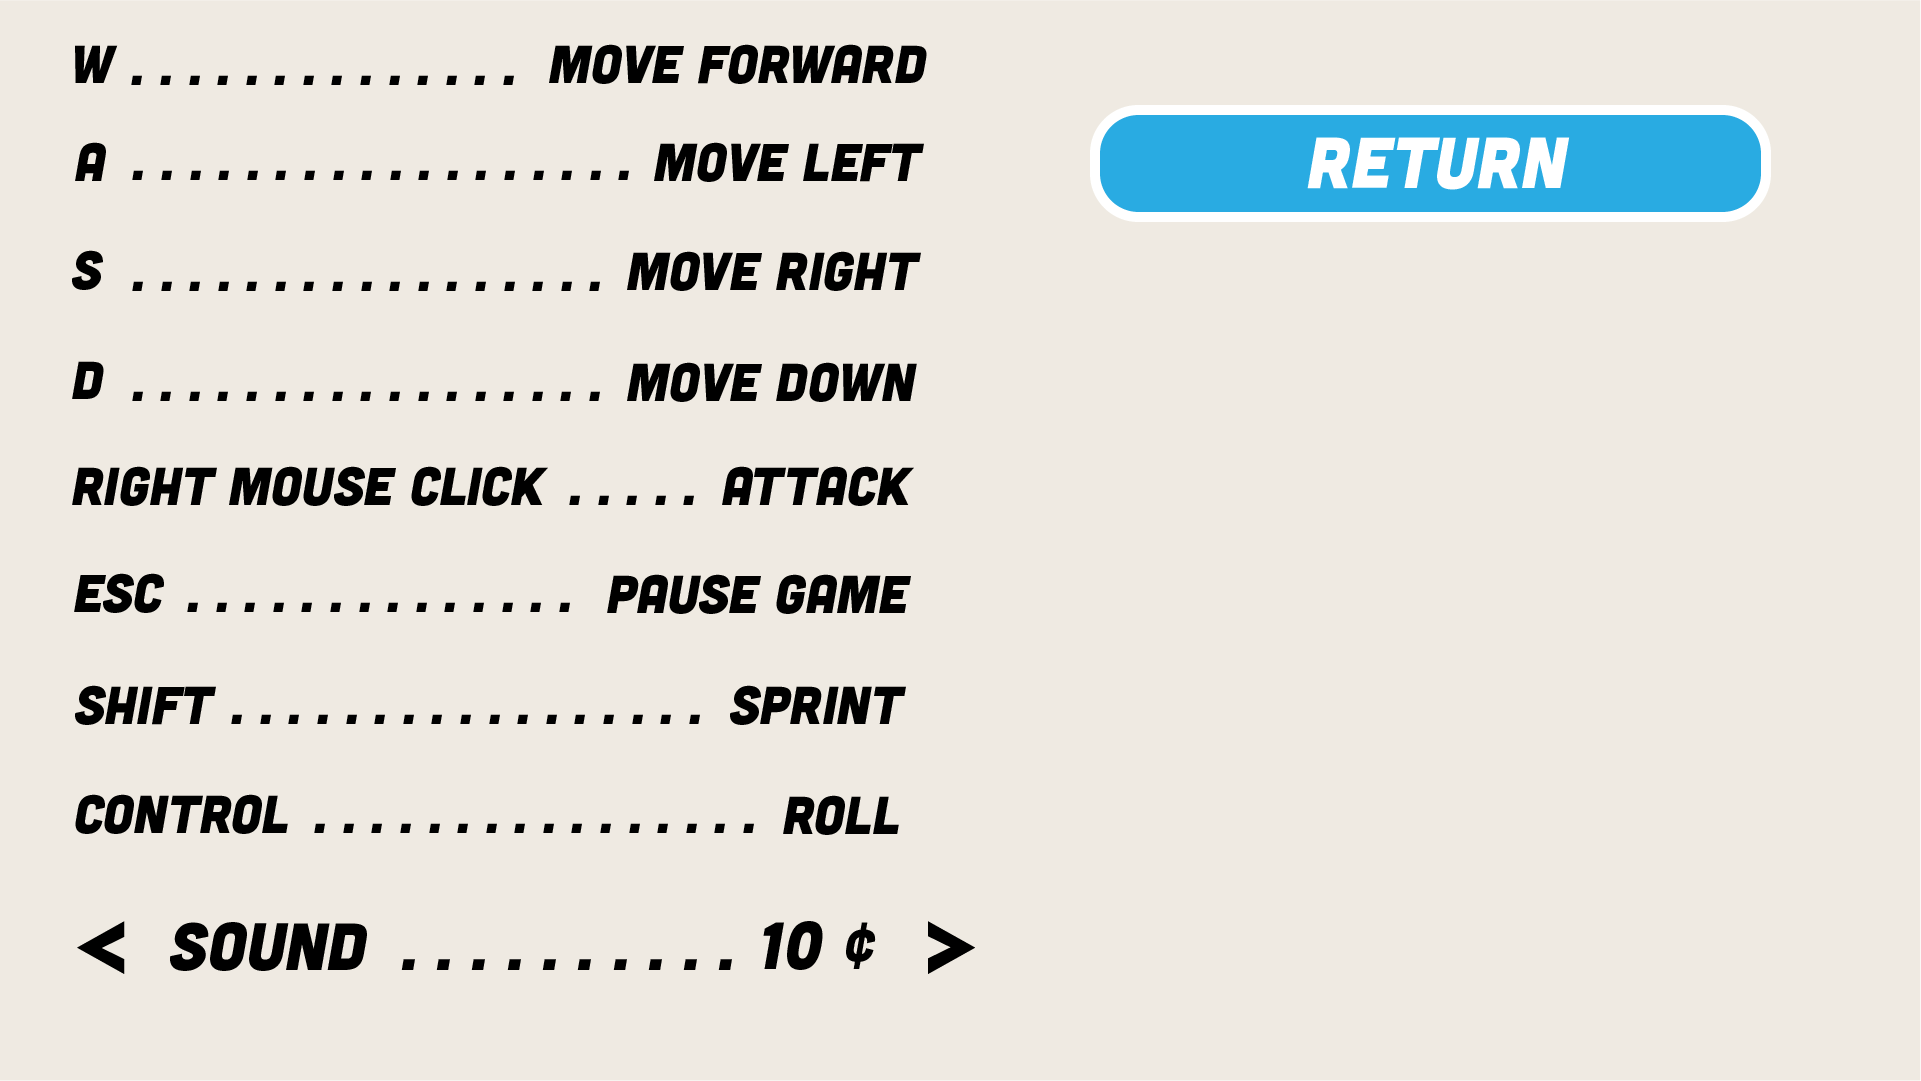 W .............. MOVE FORWARD
A .................. MOVE LEFT
S ................. MOVE RIGHT
D ................. MOVE DOWN
RIGHT MOUSE CLICK ..... ATTACK
ESC .............. PAUSE GAME
SHIFT ................. SPRINT
CONTROL ................ ROLL
< SOUND .......... 10 ¢ >
RETURN